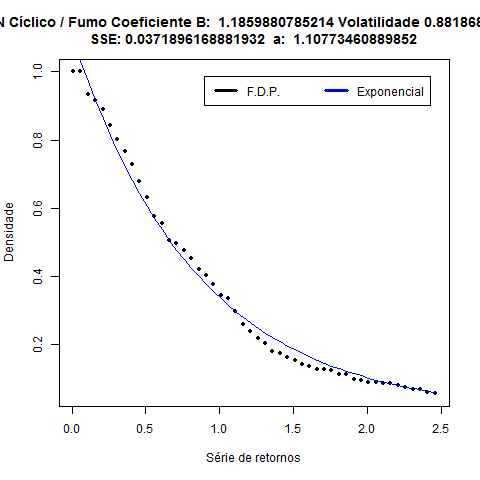 N Cíclico / Fumo Coeficiente B: 1.1859880785214 Volatilidade 0.881868
SSE: 0.0371896168881932 a: 1.10773460889852
F.D.P.
Exponencial
Densidade
1.0
0.8
0.6
0.4
0.2
0.0 0.5 1.0 1.5 2.0 2.5
Série de retornos